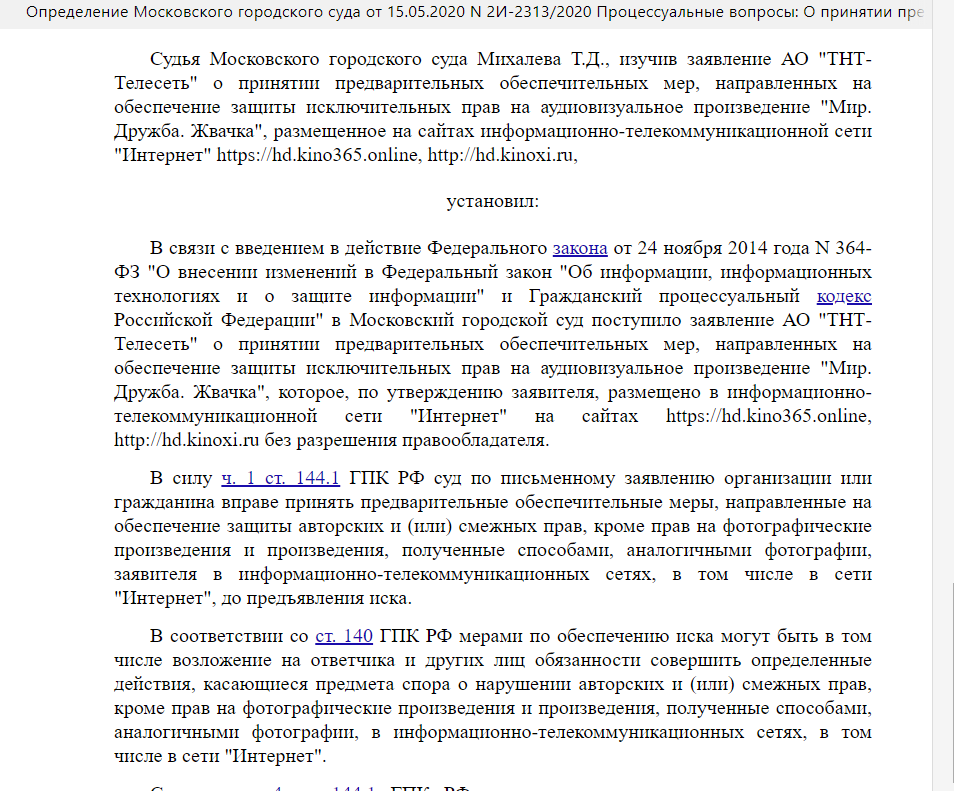 Определение Московского городского суда от 15.05.2020 N 2И-2313/2020 Процессуальные вопросы: О принятии пре
Судья Московского городского суда Михалева Т.Д., изучив заявление АО "ТНТ-
Телесеть" о принятии предварительных обеспечительных мер, направленных на
обеспечение защиты исключительных прав на аудиовизуальное произведение "Мир.
Дружба. Жвачка", размещенное на сайтах информационно-телекоммуникационной сети
"Интернет" https://hd.kino365.online, http://hd.kinoxi.ru,
установил:
В связи с введением в действие Федерального закона от 24 ноября 2014 года N 364-
ФЗ "О внесении изменений в Федеральный закон "Об информации, информационных
технологиях и о защите информации" и Гражданский процессуальный кодекс
Российской Федерации" в Московский городской суд поступило заявление АО "ТНТ-
Телесеть" о принятии предварительных обеспечительных мер, направленных на
обеспечение защиты исключительных прав на аудиовизуальное произведение "Мир.
Дружба. Жвачка", которое, по утверждению заявителя, размещено в информационно-
телекоммуникационной сети "Интернет" на сайтах https://hd.kino365.online,
http://hd.kinoxi.ru без разрешения правообладателя.
В силу ч. 1 ст. 144.1 ГПК РФ суд по письменному заявлению организации или
гражданина вправе принять предварительные обеспечительные меры, направленные на
обеспечение защиты авторских и (или) смежных прав, кроме прав на фотографические
произведения и произведения, полученные способами, аналогичными фотографии,
заявителя в информационно-телекоммуникационных сетях, в том числе в сети
"Интернет", до предъявления иска.
В соответствии со ст. 140 ГПК РФ мерами по обеспечению иска могут быть в том
числе возложение на ответчика и других лиц обязанности совершить определенные
действия, касающиеся предмета спора о нарушении авторских и (или) смежных прав,
кроме прав на фотографические произведения и произведения, полученные способами,
аналогичными фотографии, в информационно-телекоммуникационных сетях, в том
числе в сети "Интернет".